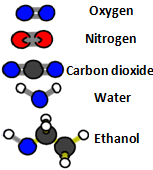 Oxygen
Nitrogen
Carbon dioxide
Water
Ethanol